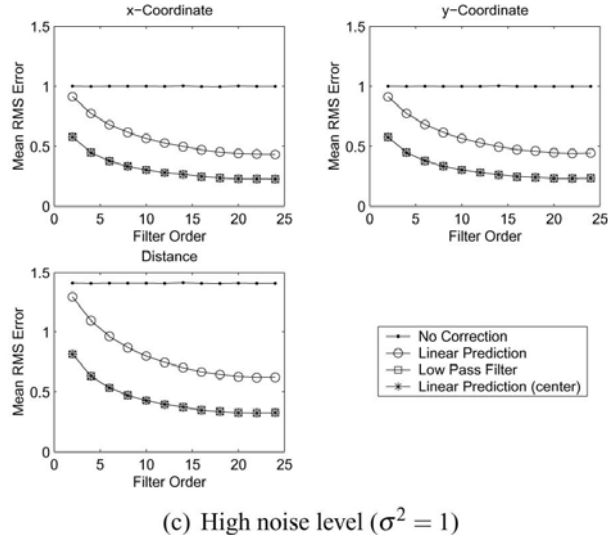 x−Coordinate
Mean RMS Error
1.5
1
0.5
0
0 5 10 15 20 25
Filter Order
y−Coordinate
Mean RMS Error
1.5
1
0.5
0
0 5 10 15 20 25
Filter Order
Distance
Mean RMS Error
1.5
1
0.5
0
0 5 10 15 20 25
Filter Order
No Correction
Linear Prediction
Low Pass Filter
Linear Prediction (center)
(c) High noise level (σ² = 1)